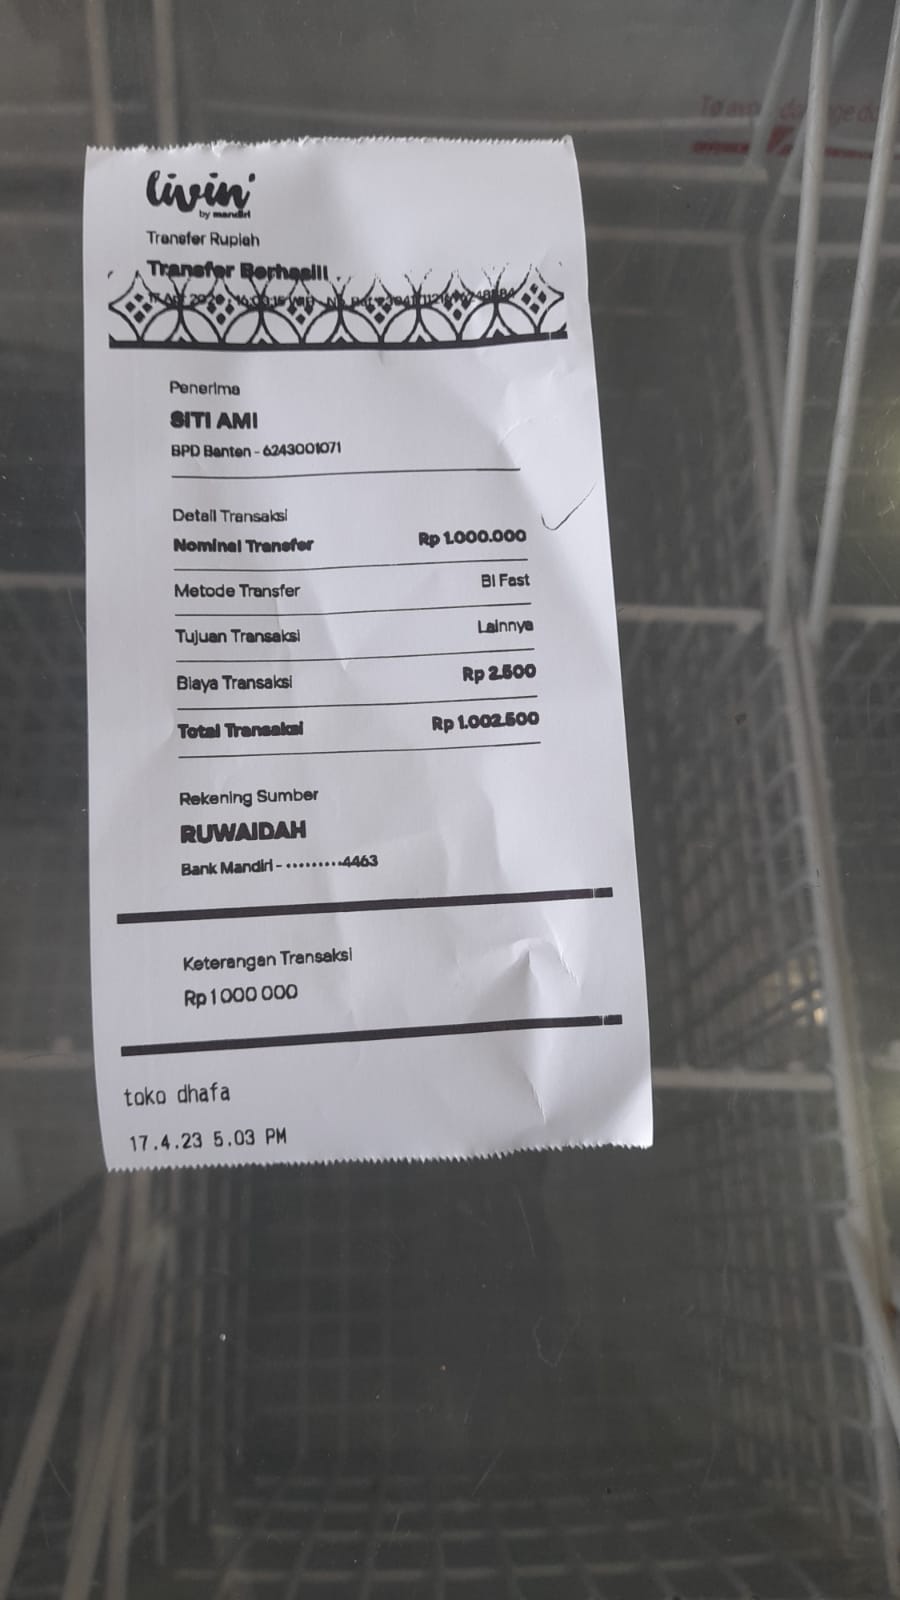 livin'
by mandiri
Transfer Rupiah
Transfer Berhasil!
17 Apr
Penerima
SITI AMI
BPD Banten - 6243001071
Detail Transaksi
Nominal Transfer Rp 1.000.000
Metode Transfer BI Fast
Tujuan Transaksi Lainnya
Biaya Transaksi Rp 2.500
Total Transaksi Rp 1.002.500
Rekening Sumber
RUWAIDAH
Bank Mandiri - •••••••••4463
Keterangan Transaksi
Rp 1 000 000
toko dhafa
17.4.23 5.03 PM